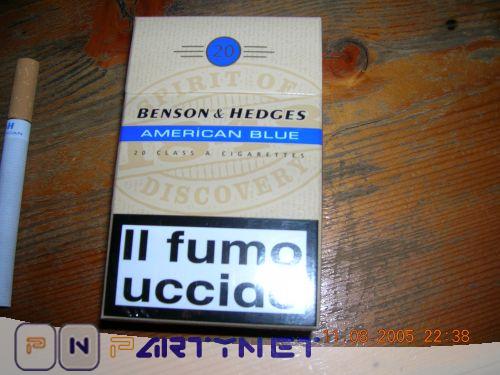 20
SPIRIT OF
BENSON & HEDGES
AMERICAN BLUE
20 CLASS A CIGARETTES
DISCOVERY
Il fumo
uccide
PN PARTYNET
11.08.2005 22:38